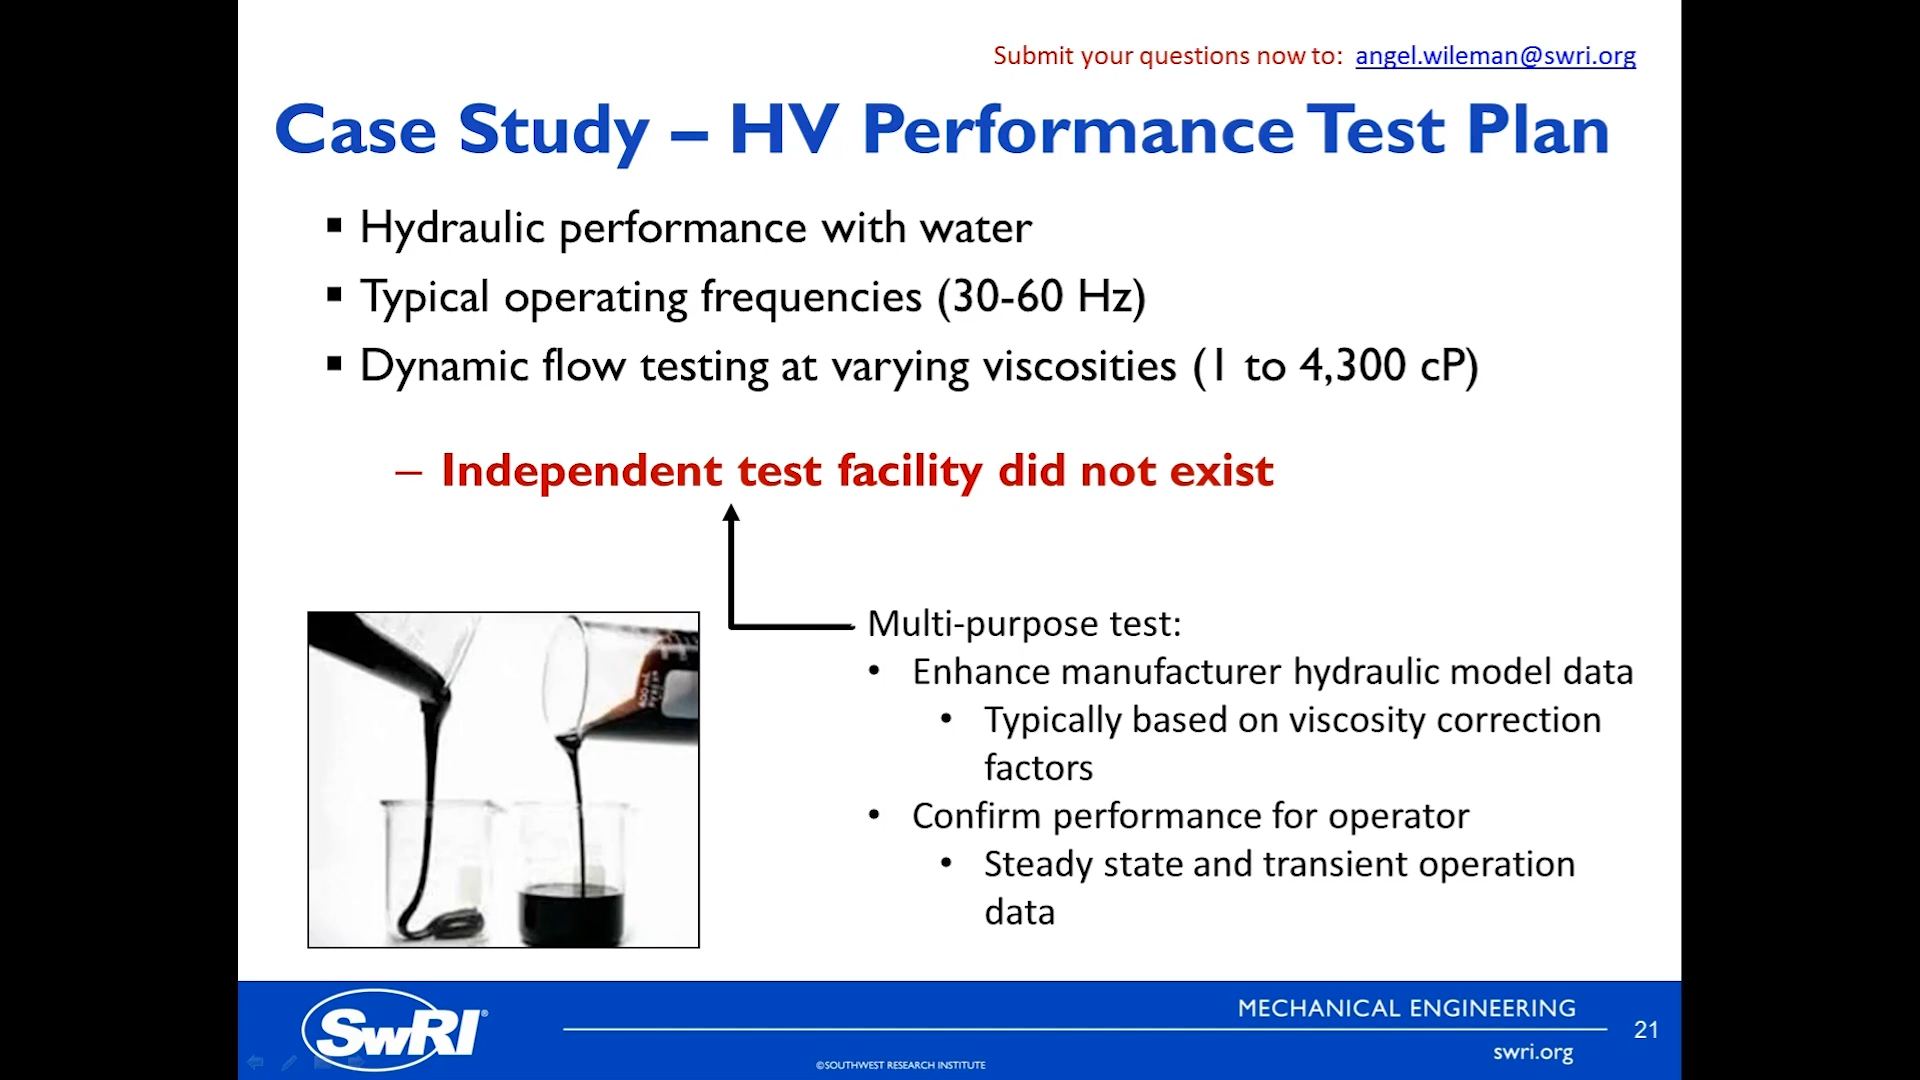 Submit your questions now to: angel.wileman@swri.org
Case Study – HV Performance Test Plan
▪ Hydraulic performance with water
▪ Typical operating frequencies (30-60 Hz)
▪ Dynamic flow testing at varying viscosities (1 to 4,300 cP)
– Independent test facility did not exist
Multi-purpose test:
• Enhance manufacturer hydraulic model data
• Typically based on viscosity correction
factors
• Confirm performance for operator
• Steady state and transient operation
data
SwRI®
MECHANICAL ENGINEERING
21
swri.org
©SOUTHWEST RESEARCH INSTITUTE